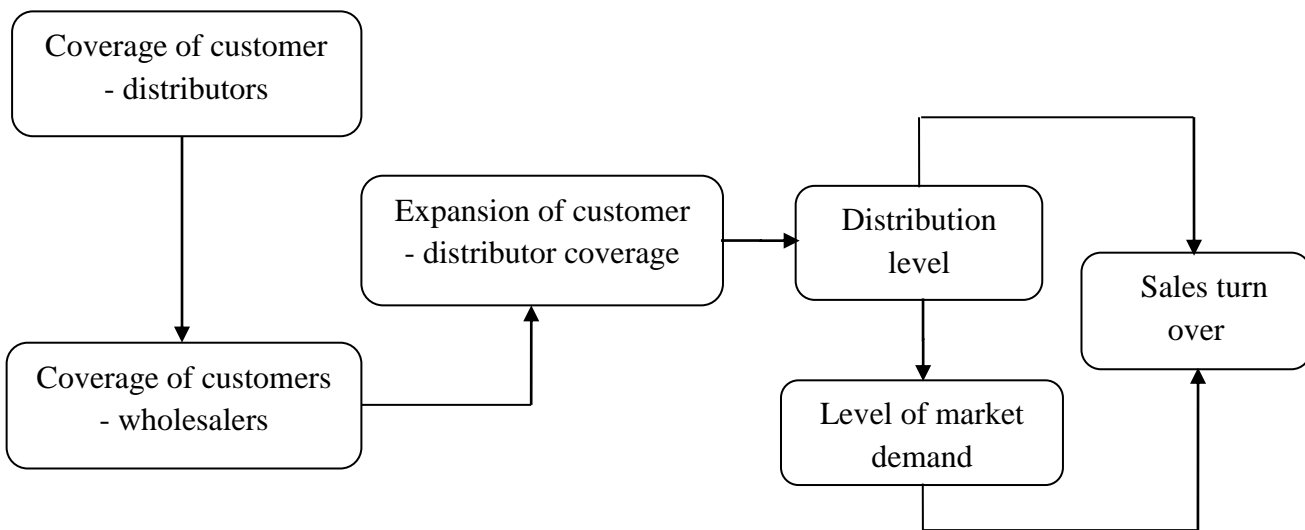 Coverage of customer
- distributors
Expansion of customer
- distributor coverage
Distribution
level
Sales turn
over
Coverage of customers
- wholesalers
Level of market
demand